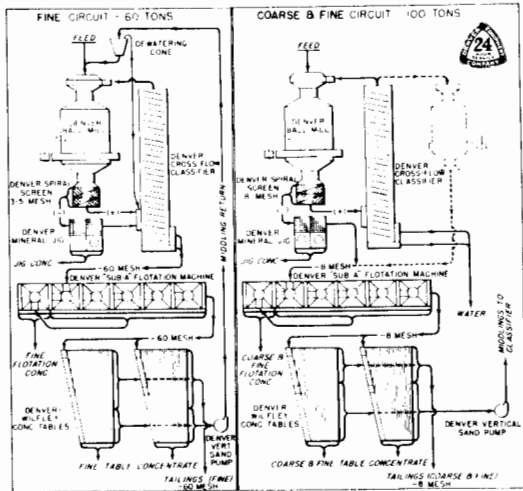 FINE CIRCUIT - 60 TONS
FEED
DEWATERING
CONE
DENVER
BALL MILL
DENVER
CROSS-FLOW
CLASSIFIER
DENVER SPIRAL
SCREEN
3-5 MESH
(-)
(+)
DENVER
MINERAL JIG
JIG CONC
MIDDLING RETURN
-60 MESH
DENVER "SUB-A" FLOTATION MACHINE
FINE
FLOTATION
CONC
-60 MESH
DENVER-
WILFLEY
CONC TABLES
DENVER
VERT
SAND
PUMP
FINE TABLE CONCENTRATE
TAILINGS (FINE)
-60 MESH
COARSE & FINE CIRCUIT 100 TONS
FEED
DENVER
24
COMPANY
DENVER
BALL MILL
DENVER
CROSS-FLOW
CLASSIFIER
DENVER SPIRAL
SCREEN
8 MESH
(-)
(+)
DENVER
MINERAL JIG
JIG CONC
-8 MESH
DENVER "SUB-A" FLOTATION MACHINE
WATER
MIDDLINGS TO
CLASSIFIER
COARSE &
FINE
FLOTATION
CONC
-8 MESH
DENVER
WILFLEY
CONC TABLES
DENVER VERTICAL
SAND PUMP
COARSE & FINE TABLE CONCENTRATE
TAILINGS (COARSE & FINE)
-8 MESH